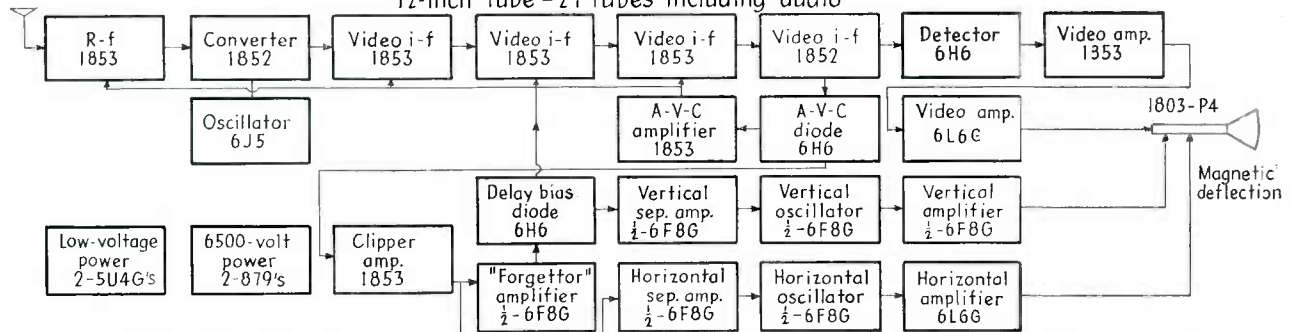 12-inch Tube – 21 Tubes including audio
R-f
1853
Converter
1852
Video i-f
1853
Video i-f
1853
Video i-f
1853
Video i-f
1852
Detector
6H6
Video amp.
1353
Oscillator
6J5
A-V-C
amplifier
1853
A-V-C
diode
6H6
Video amp.
6L6G
1803-P4
Magnetic
deflection
Delay bias
diode
6H6
Vertical
sep. amp.
½-6F8G
Vertical
oscillator
½-6F8G
Vertical
amplifier
½-6F8G
Low-voltage
power
2-5U4G's
6500-volt
power
2-879's
Clipper
amp.
1853
"Forgettor"
amplifier
½-6F8G
Horizontal
sep. amp.
½-6F8G
Horizontal
oscillator
½-6F8G
Horizontal
amplifier
6L6G